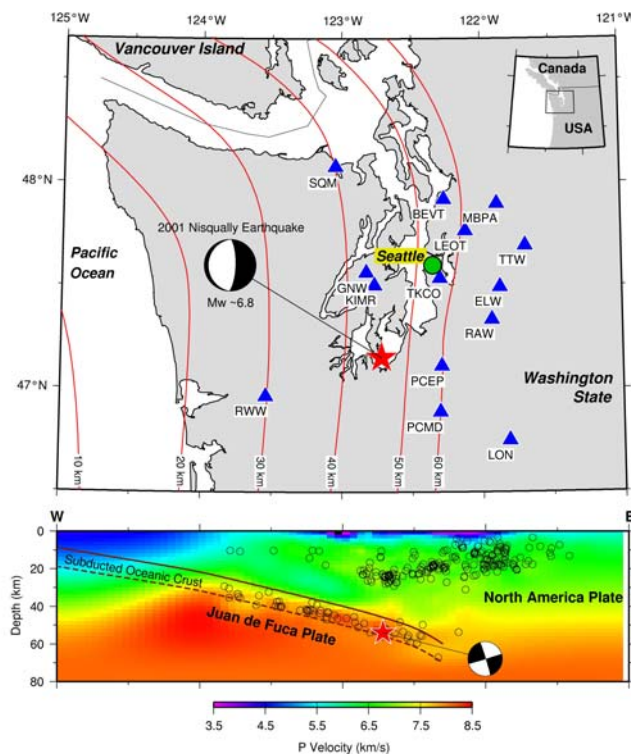 125°W 124°W 123°W 122°W 121°W
Vancouver Island
Canada
USA
48°N
SQM
BEVT
MBPA
2001 Nisqually Earthquake
LEOT
TTW
Pacific
Ocean
Seattle
GNW
KIMR
TKCO
ELW
Mw ~6.8
RAW
47°N
PCEP
Washington
State
RWW
PCMD
LON
10 km
20 km
30 km
40 km
50 km
60 km
W E
0
20
40
60
80
Depth (km)
Subducted Oceanic Crust
Juan de Fuca Plate
North America Plate
3.5 4.5 5.5 6.5 7.5 8.5
P Velocity (km/s)